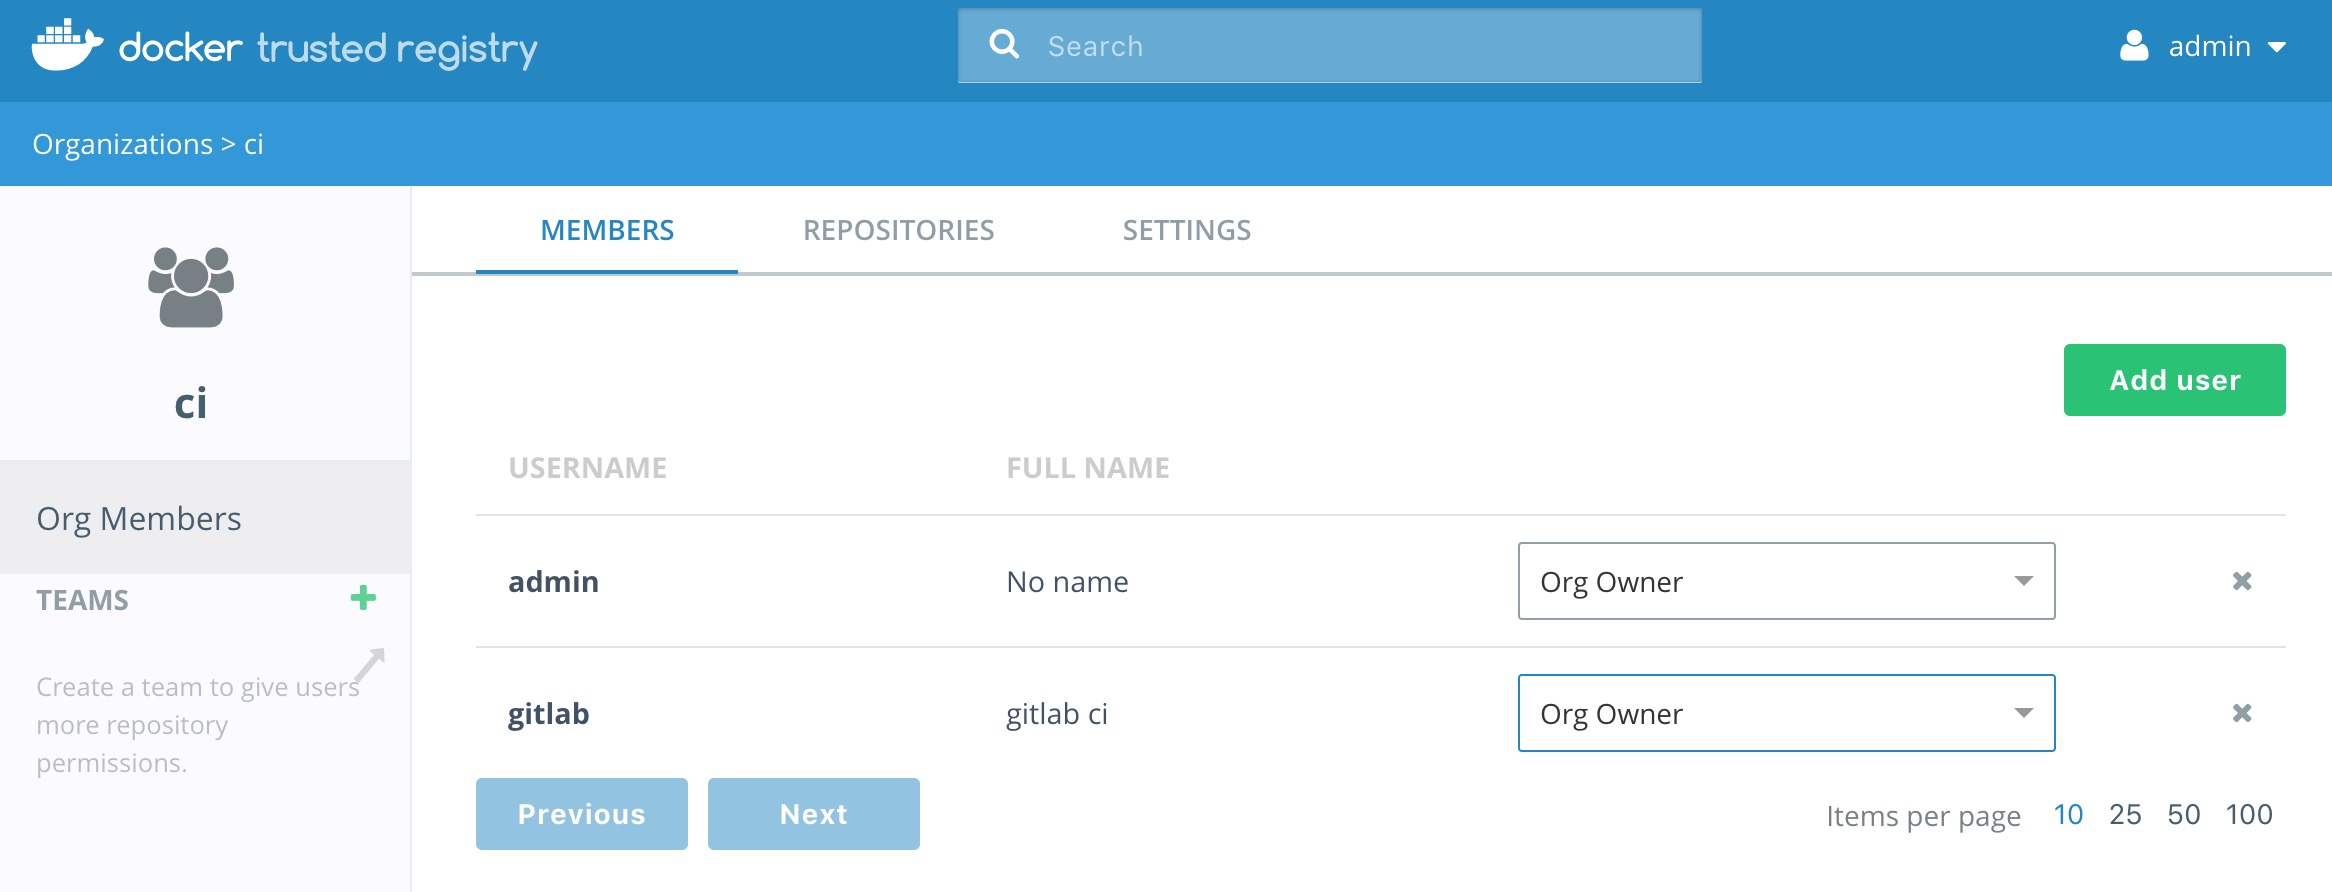 docker trusted registry
Search
admin
Organizations > ci
ci
Org Members
TEAMS
Create a team to give users
more repository
permissions.
MEMBERS REPOSITORIES SETTINGS
Add user
USERNAME FULL NAME
admin No name Org Owner
gitlab gitlab ci Org Owner
Previous Next Items per page 10 25 50 100